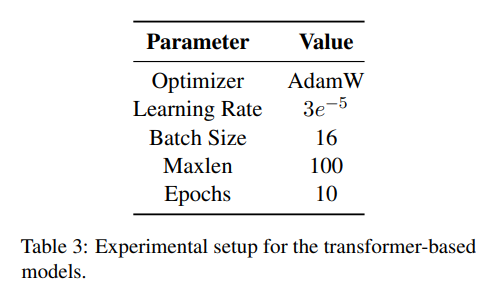 Parameter Value
Optimizer AdamW
Learning Rate 3e⁻⁵
Batch Size 16
Maxlen 100
Epochs 10
Table 3: Experimental setup for the transformer-based
models.